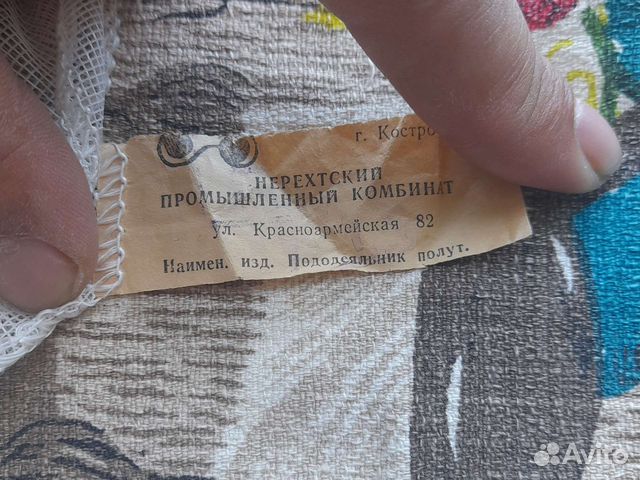 г. Костро
НЕРЕХТСКИЙ
ПРОМЫШЛЕННЫЙ КОМБИНАТ
ул. Красноармейская 82
Наимен. изд. Пододеяльник полут.
Avito